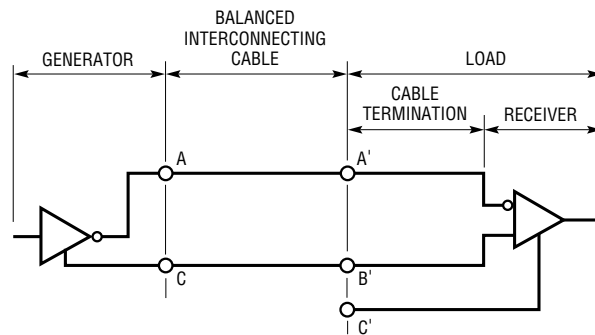 BALANCED
INTERCONNECTING
CABLE
GENERATOR
LOAD
CABLE
TERMINATION
RECEIVER
A
A'
C
B'
C'